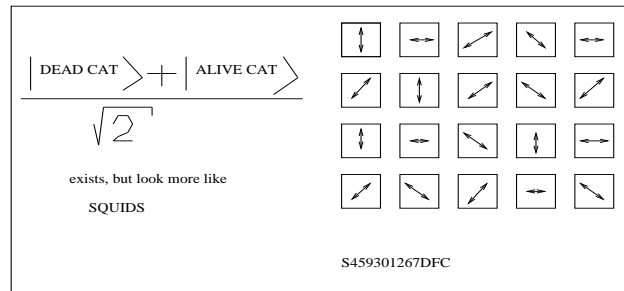 |DEAD CAT⟩ + |ALIVE CAT⟩
√2
exists, but look more like
SQUIDS
S459301267DFC